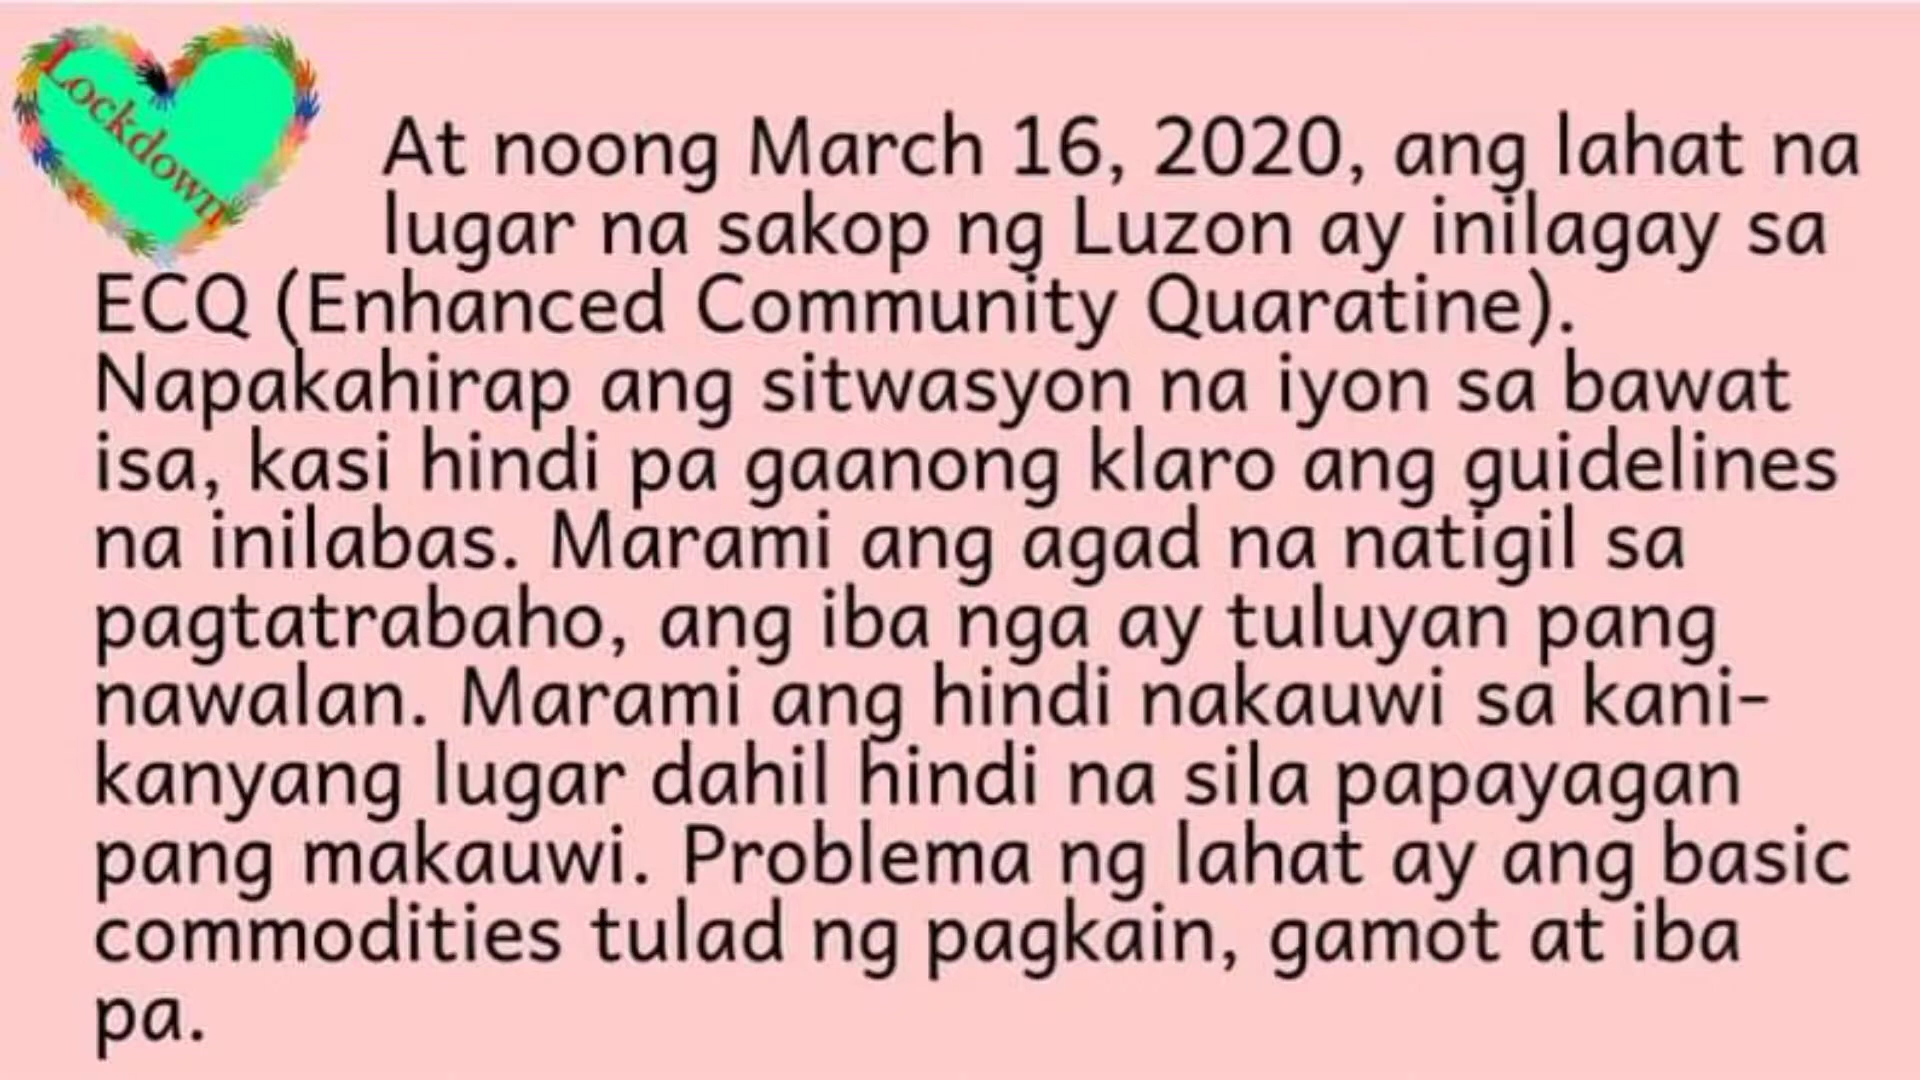 Lockdown
At noong March 16, 2020, ang lahat na
lugar na sakop ng Luzon ay inilagay sa
ECQ (Enhanced Community Quaratine).
Napakahirap ang sitwasyon na iyon sa bawat
isa, kasi hindi pa gaanong klaro ang guidelines
na inilabas. Marami ang agad na natigil sa
pagtatrabaho, ang iba nga ay tuluyan pang
nawalan. Marami ang hindi nakauwi sa kani-
kanyang lugar dahil hindi na sila papayagan
pang makauwi. Problema ng lahat ay ang basic
commodities tulad ng pagkain, gamot at iba
pa.